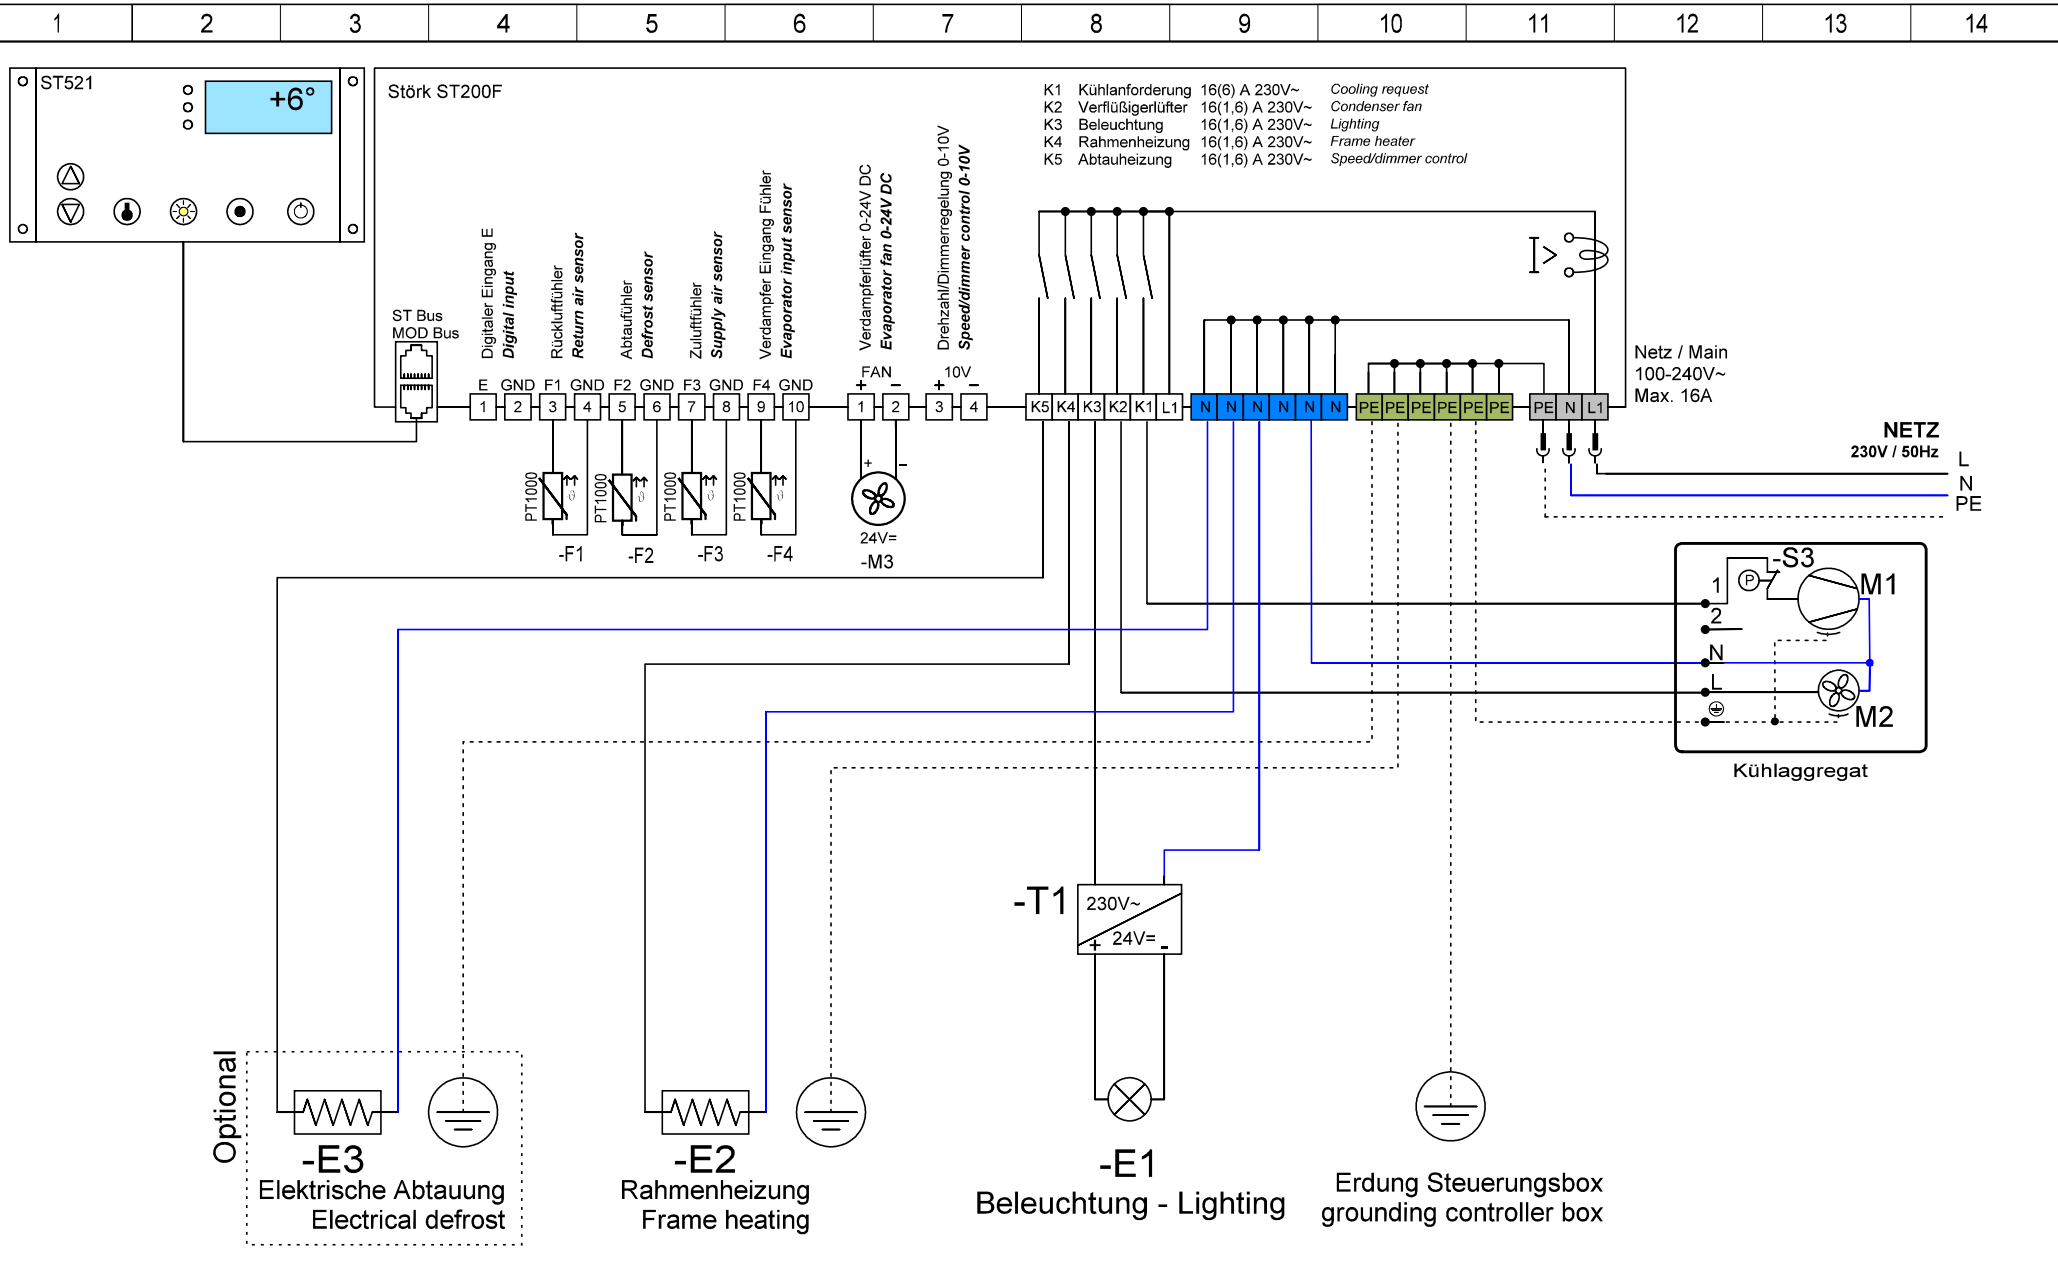 1 2 3 4 5 6 7 8 9 10 11 12 13 14
ST521
+6°
Störk ST200F
K1 Kühlanforderung 16(6) A 230V~ Cooling request
K2 Verflüßigerlüfter 16(1,6) A 230V~ Condenser fan
K3 Beleuchtung 16(1,6) A 230V~ Lighting
K4 Rahmenheizung 16(1,6) A 230V~ Frame heater
K5 Abtauheizung 16(1,6) A 230V~ Speed/dimmer control
ST Bus
MOD Bus
Digitaler Eingang E
Digital input
Rückluftfühler
Return air sensor
Abtaufühler
Defrost sensor
Zuluftfühler
Supply air sensor
Verdampfer Eingang Fühler
Evaporator input sensor
Verdampferlüfter 0-24V DC
Evaporator fan 0-24V DC
Drehzahl/Dimmerregelung 0-10V
Speed/dimmer control 0-10V
I >
Netz / Main
100-240V~
Max. 16A
FAN
10V
E GND F1 GND F2 GND F3 GND F4 GND + − + −
1 2 3 4 5 6 7 8 9 10 1 2 3 4 K5 K4 K3 K2 K1 L1 N N N N N N PE PE PE PE PE PE PE N L1
NETZ
230V / 50Hz
L
N
PE
+ −
PT1000 ϑ
PT1000 ϑ
PT1000 ϑ
PT1000 ϑ
24V=
-F1
-F2
-F3
-F4
-M3
1
2
N
L
P
-S3
M1
M2
Kühlaggregat
-T1
230V~
24V=
+ -
Optional
-E3
Elektrische Abtauung
Electrical defrost
-E2
Rahmenheizung
Frame heating
-E1
Beleuchtung - Lighting
Erdung Steuerungsbox
grounding controller box